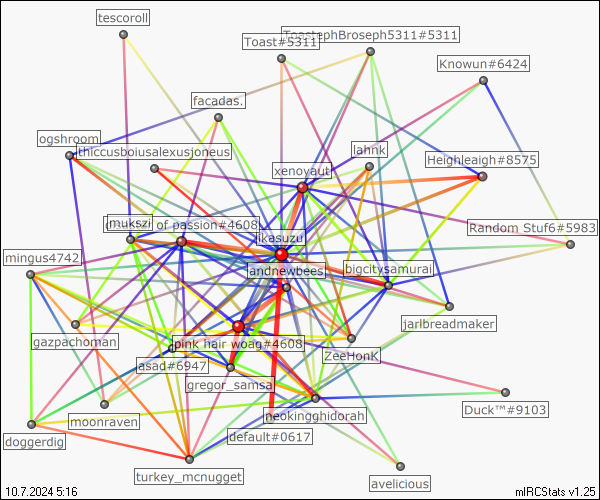 tescoroll
ToastephBroseph5311#5311
Toast#5311
Knowun#6424
facadas.
ogshroom
thiccusboiusalexusjoneus
lahnk
Heighleaigh#8575
xenoyaut
[mukszi
of passion#4608
Random Stuf6#5983
ikasuzu
mingus4742
andnewbees
bigcitysamurai
jarlbreadmaker
gazpachoman
pink hair woag#4608
ZeeHonK
asad#6947
gregor_samsa
moonraven
neokingghidorah
Duck™#9103
default#0617
doggerdig
turkey_mcnugget
avelicious
10.7.2024 5:16
mIRCStats v1.25